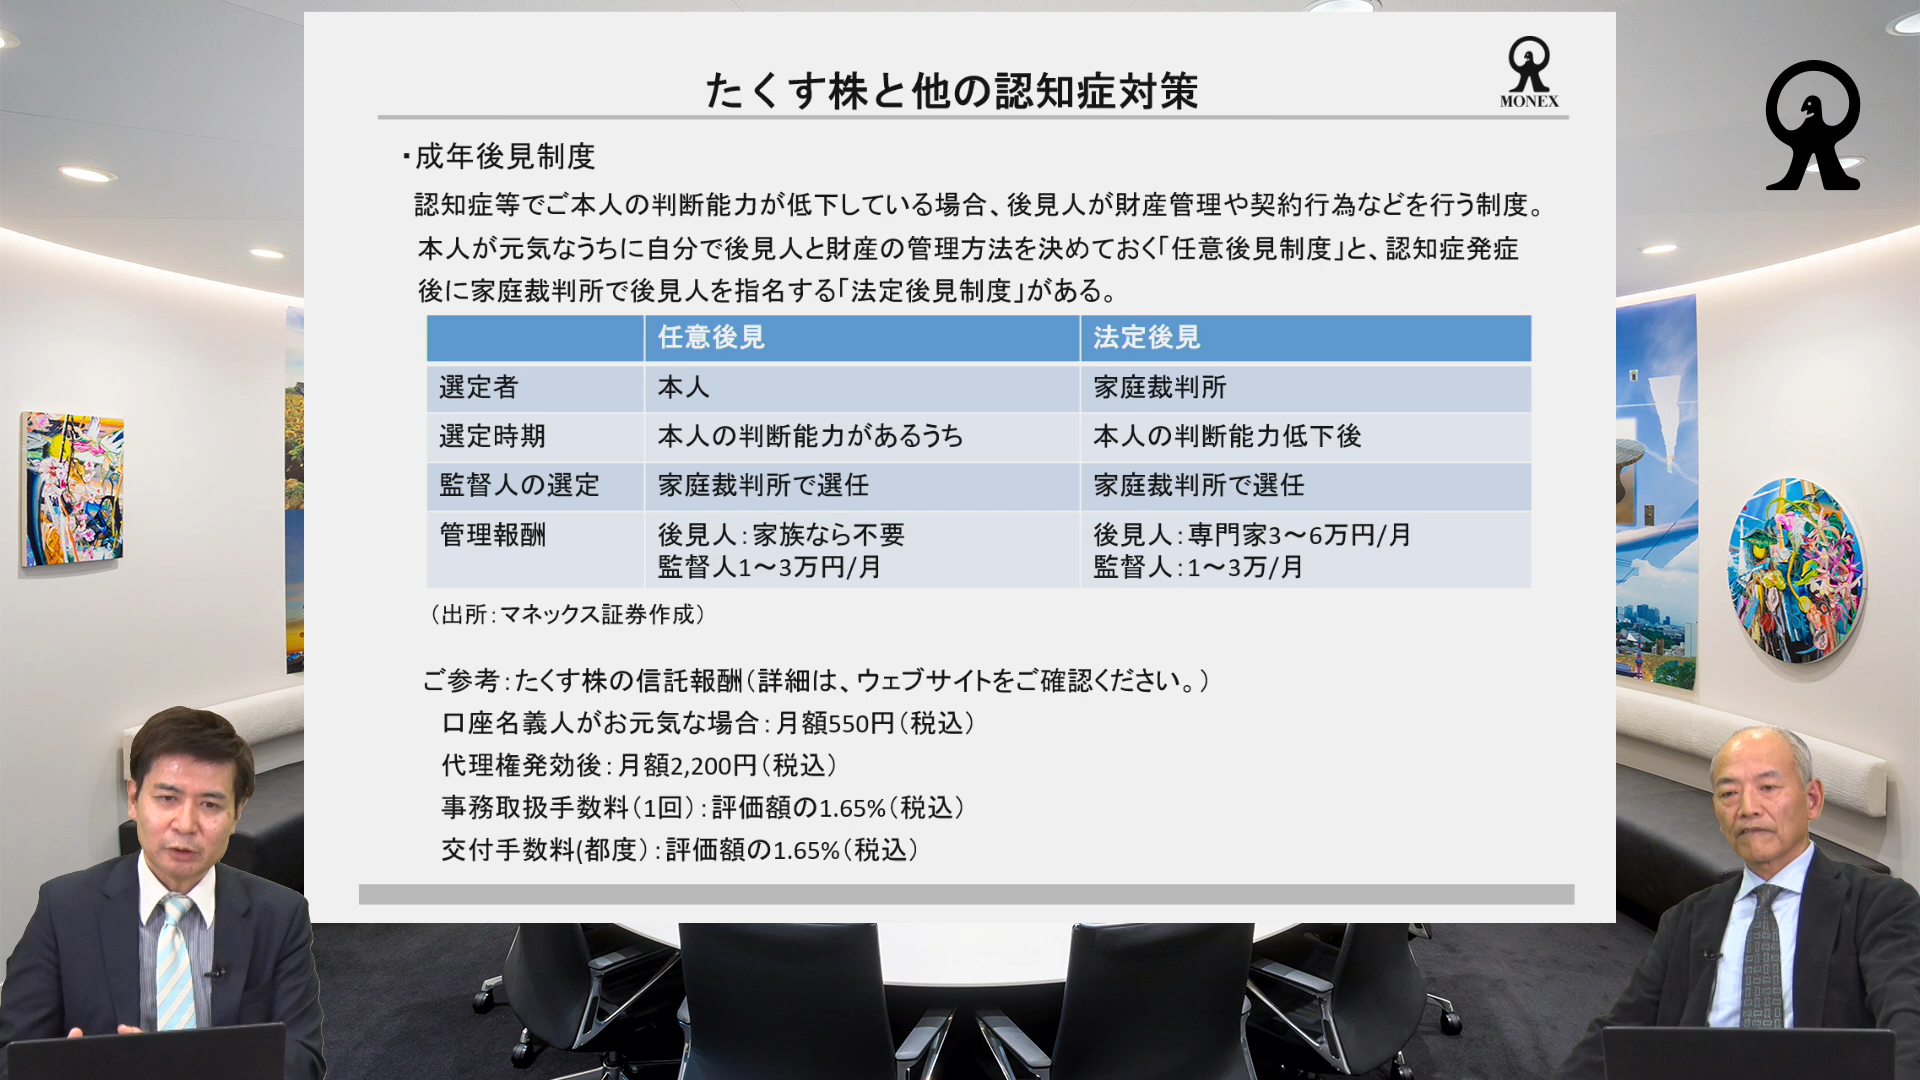 たくす株と他の認知症対策
MONEX
・成年後見制度
認知症等でご本人の判断能力が低下している場合、後見人が財産管理や契約行為などを行う制度。
本人が元気なうちに自分で後見人と財産の管理方法を決めておく「任意後見制度」と、認知症発症
後に家庭裁判所で後見人を指名する「法定後見制度」がある。
任意後見 法定後見
選定者 本人 家庭裁判所
選定時期 本人の判断能力があるうち 本人の判断能力低下後
監督人の選定 家庭裁判所で選任 家庭裁判所で選任
管理報酬 後見人：家族なら不要 後見人：専門家3～6万円/月
監督人1～3万円/月 監督人：1～3万/月
（出所：マネックス証券作成）
ご参考：たくす株の信託報酬（詳細は、ウェブサイトをご確認ください。）
口座名義人がお元気な場合：月額550円（税込）
代理権発効後：月額2,200円（税込）
事務取扱手数料（1回）：評価額の1.65%（税込）
交付手数料(都度）：評価額の1.65%（税込）